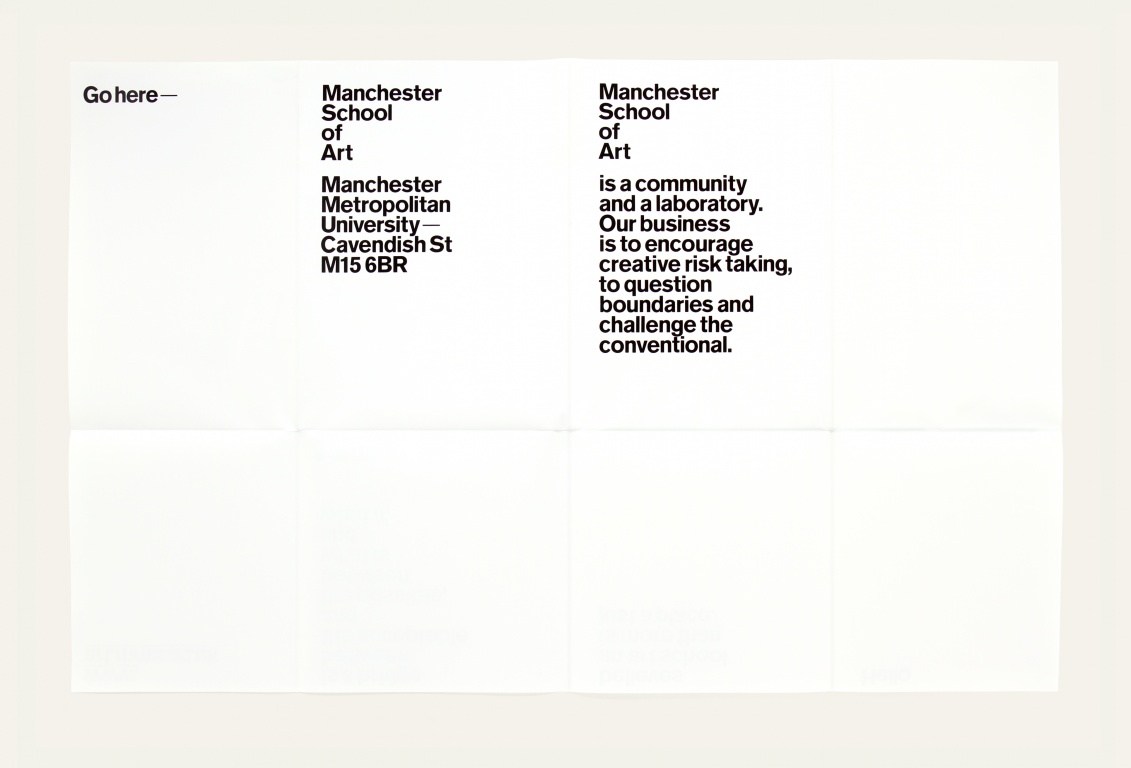 Go here—
Manchester
School
of
Art
Manchester
Metropolitan
University—
Cavendish St
M15 6BR
Manchester
School
of
Art
is a community
and a laboratory.
Our business
is to encourage
creative risk taking,
to question
boundaries and
challenge the
conventional.